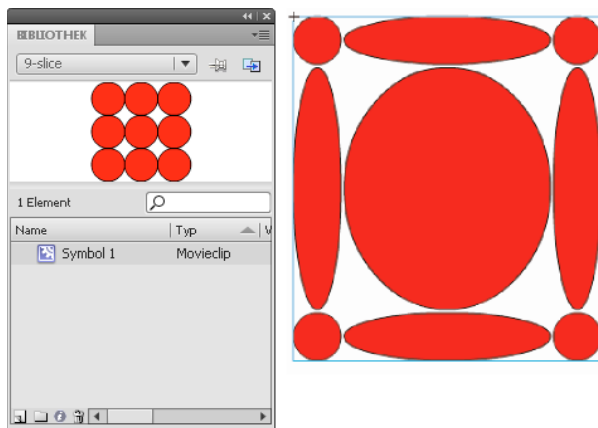 BIBLIOTHEK
9-slice
1 Element
Name Typ V
Symbol 1 Movieclip